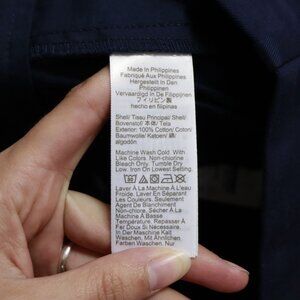 Made In Philippines
Fabriqué Aux Philippines
Hergestellt In Den
Philippinen
Vervaardigd In De Filippijnen
フィリピン製
hecho en filipinas
Shell/ Tissu Principal/ Shell/
Bovenstof/ 本体/ Tela
Exterior: 100% Cotton/ Coton/
Baumwolle/ Katoen/ 綿/
algodón
Machine Wash Cold. With
Like Colors. Non-chlorine
Bleach Only. Tumble Dry
Low. Iron On Lowest Setting.
Laver À La Machine À L'eau
Froide. Laver En Séparant
Les Couleurs. Seulement
Agent De Blanchiment
Non Chlore. Sécher À La
Machine À Basse
Température. Repasser À
Fer Doux Si Nécessaire.
In Der Maschine Kalt
Waschen. Mit Ähnlichen
Farben Waschen. Nur